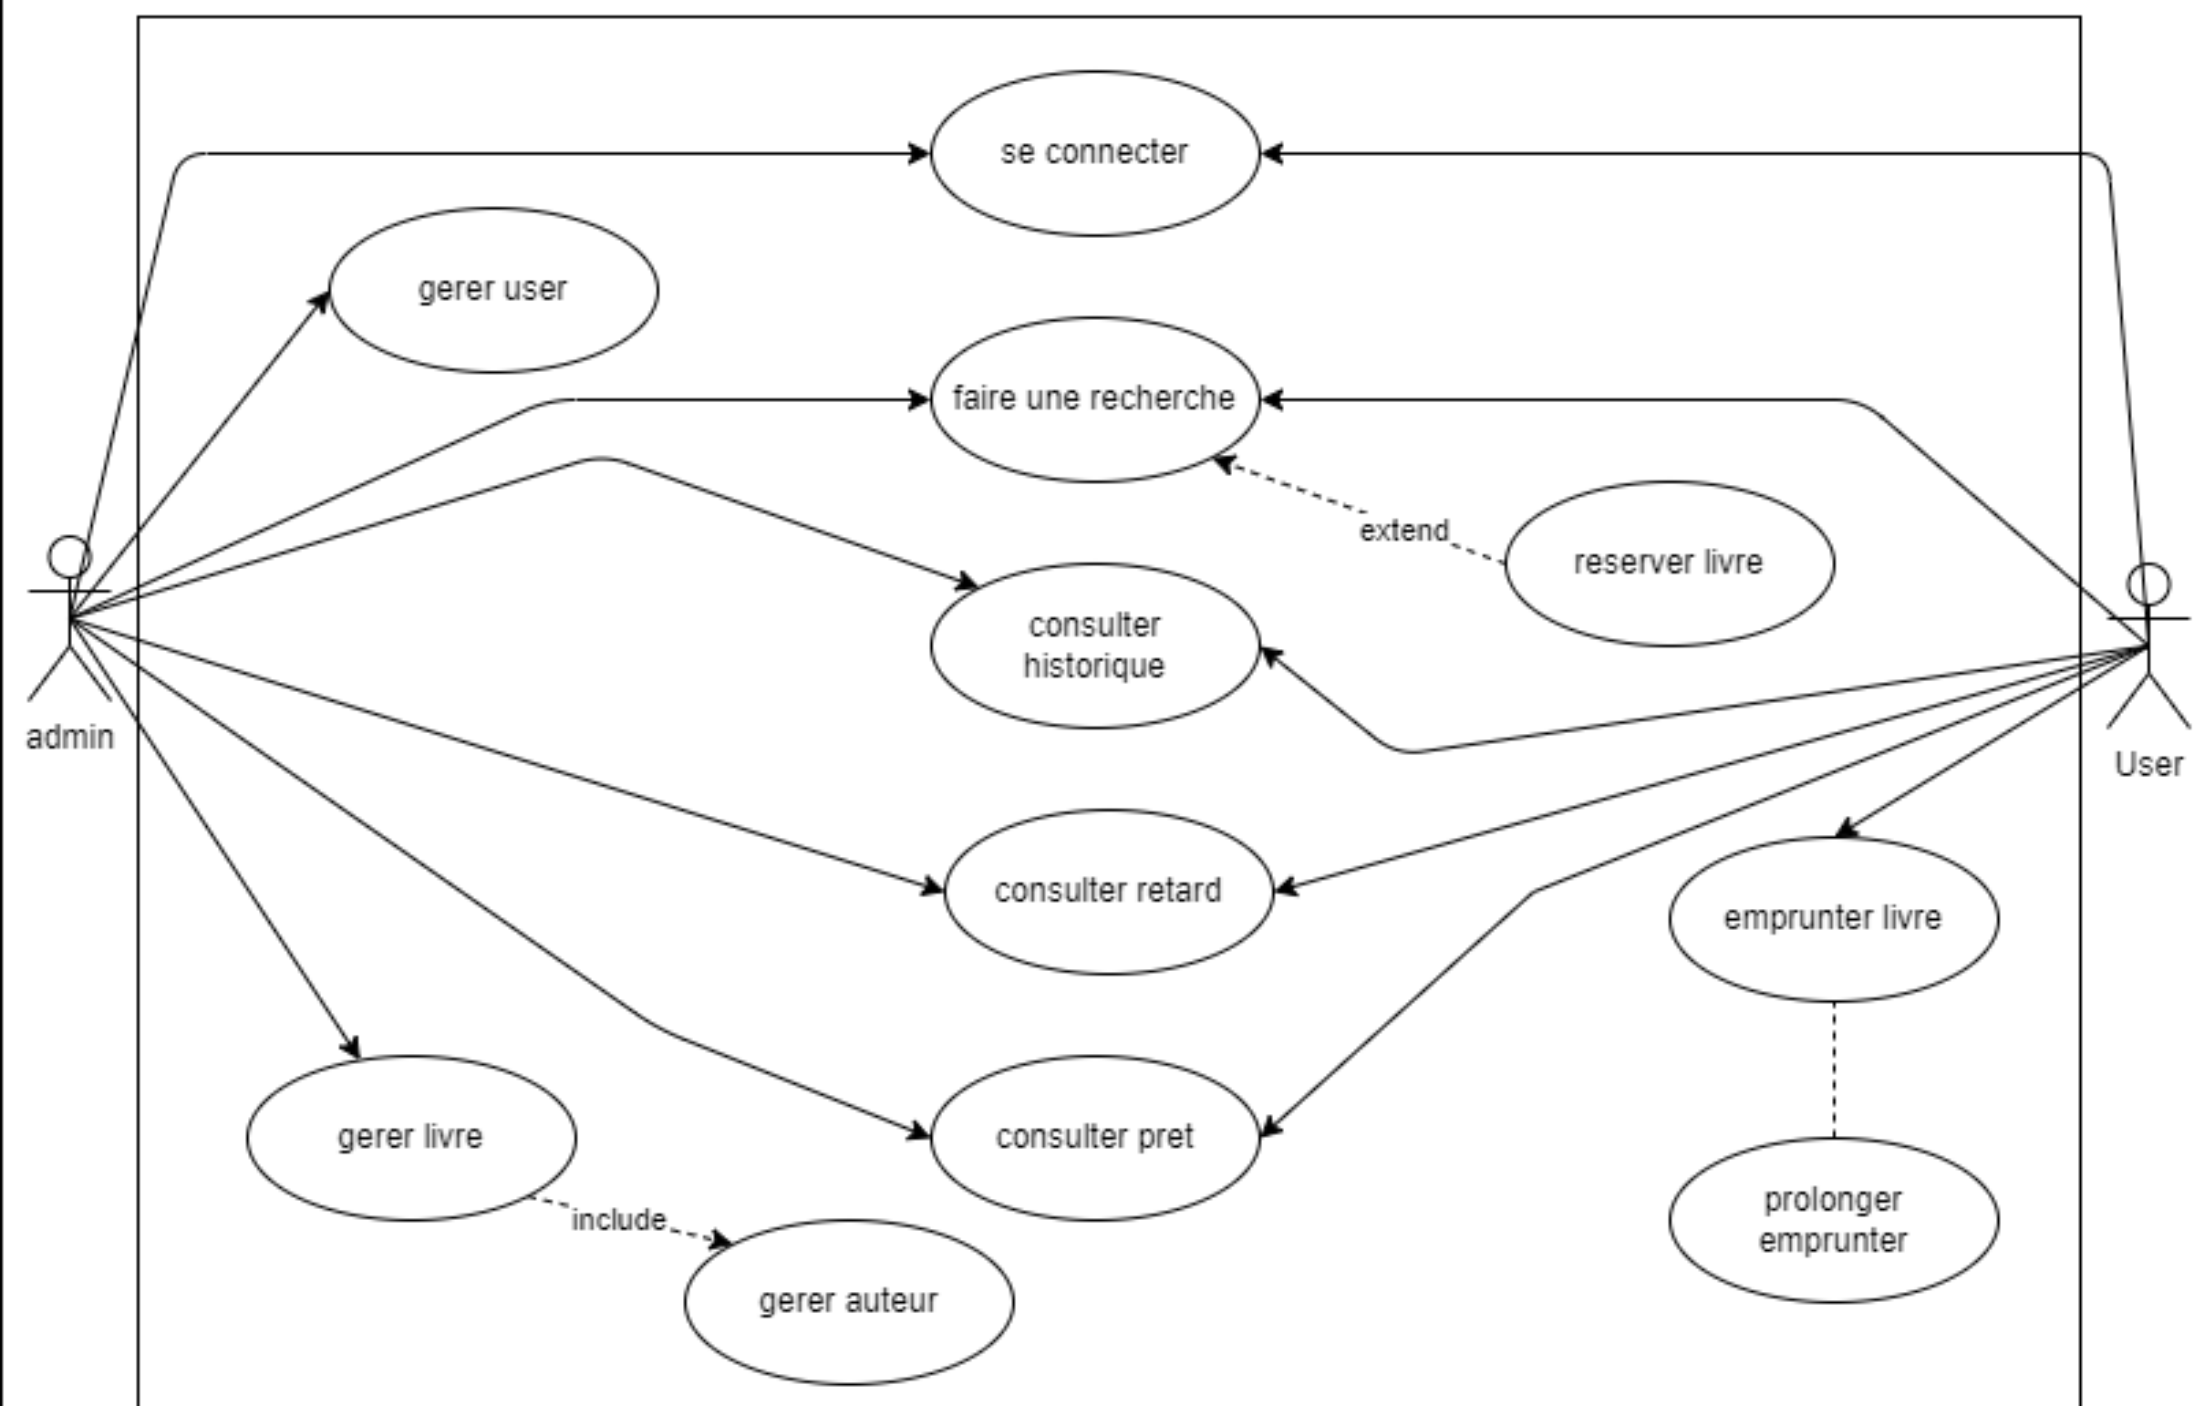 se connecter
gerer user
faire une recherche
extend
reserver livre
consulter
historique
admin
User
consulter retard
emprunter livre
gerer livre
consulter pret
include
prolonger
emprunter
gerer auteur